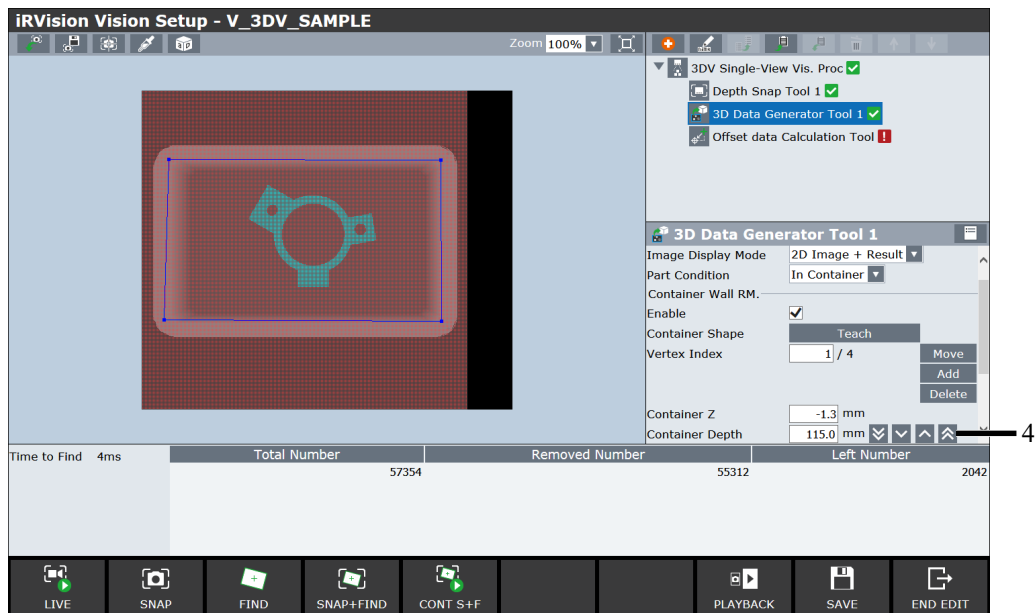 iRVision Vision Setup - V_3DV_SAMPLE
Zoom 100%
3DV Single-View Vis. Proc
Depth Snap Tool 1
3D Data Generator Tool 1
Offset data Calculation Tool
3D Data Generator Tool 1
Image Display Mode 2D Image + Result
Part Condition In Container
Container Wall RM.
Enable
Container Shape Teach
Vertex Index 1 / 4 Move
Add
Delete
Container Z -1.3 mm
Container Depth 115.0 mm
4
Time to Find 4ms Total Number Removed Number Left Number
57354 55312 2042
LIVE SNAP FIND SNAP+FIND CONT S+F PLAYBACK SAVE END EDIT